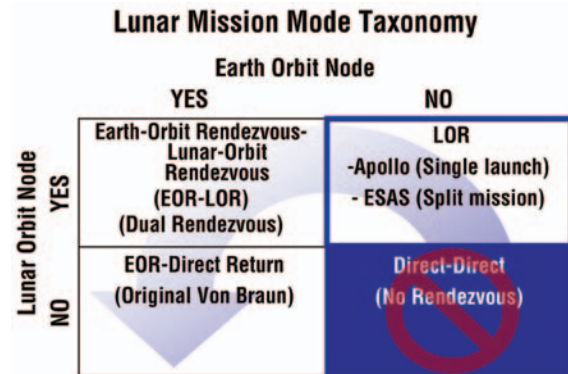 Lunar Mission Mode Taxonomy
Earth Orbit Node
YES
NO
Lunar Orbit Node
YES
Earth-Orbit Rendezvous-
Lunar-Orbit
Rendezvous
(EOR-LOR)
(Dual Rendezvous)
LOR
-Apollo (Single launch)
- ESAS (Split mission)
NO
EOR-Direct Return
(Original Von Braun)
Direct-Direct
(No Rendezvous)